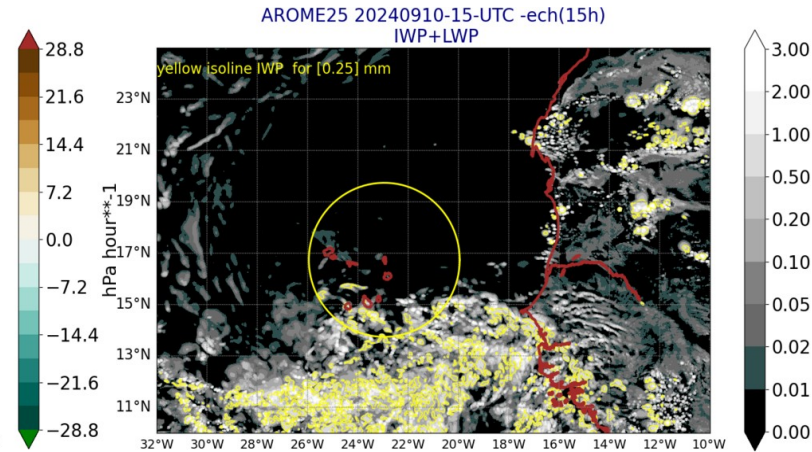 AROME25 20240910-15-UTC -ech(15h)
IWP+LWP
yellow isoline IWP for [0.25] mm
28.8
21.6
14.4
7.2
0.0
−7.2
−14.4
−21.6
−28.8
hPa hour**-1
23°N
21°N
19°N
17°N
15°N
13°N
11°N
32°W 30°W 28°W 26°W 24°W 22°W 20°W 18°W 16°W 14°W 12°W 10°W
3.00
2.00
1.00
0.50
0.20
0.10
0.05
0.02
0.01
0.00